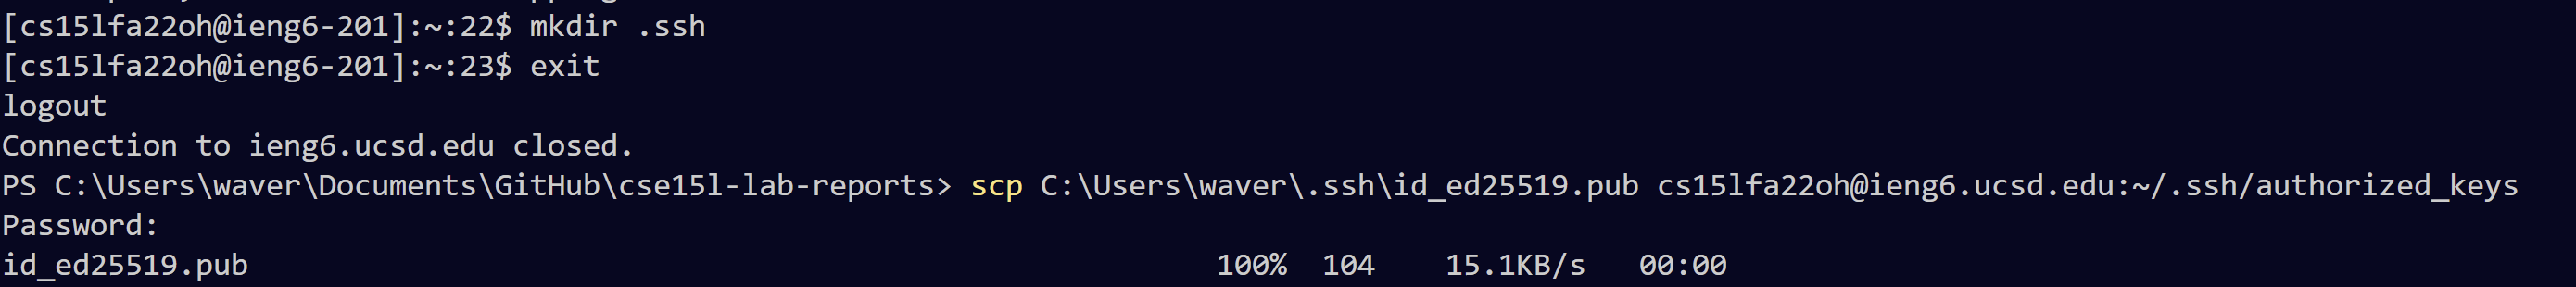 [cs15lfa22oh@ieng6-201]:~:22$ mkdir .ssh
[cs15lfa22oh@ieng6-201]:~:23$ exit
logout
Connection to ieng6.ucsd.edu closed.
PS C:\Users\waver\Documents\GitHub\cse15l-lab-reports> scp C:\Users\waver\.ssh\id_ed25519.pub cs15lfa22oh@ieng6.ucsd.edu:~/.ssh/authorized_keys
Password:
id_ed25519.pub 100% 104 15.1KB/s 00:00